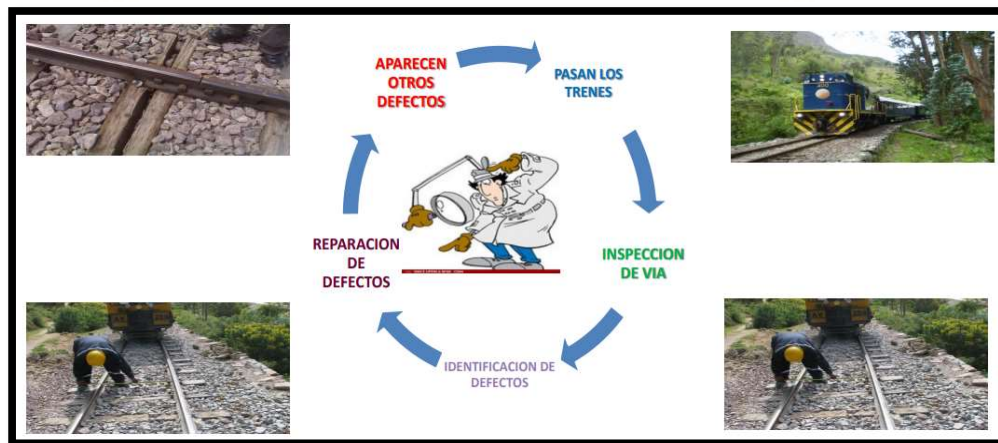 APARECEN
OTROS
DEFECTOS
PASAN LOS
TRENES
INSPECCION
DE VIA
IDENTIFICACION DE
DEFECTOS
REPARACION
DE
DEFECTOS